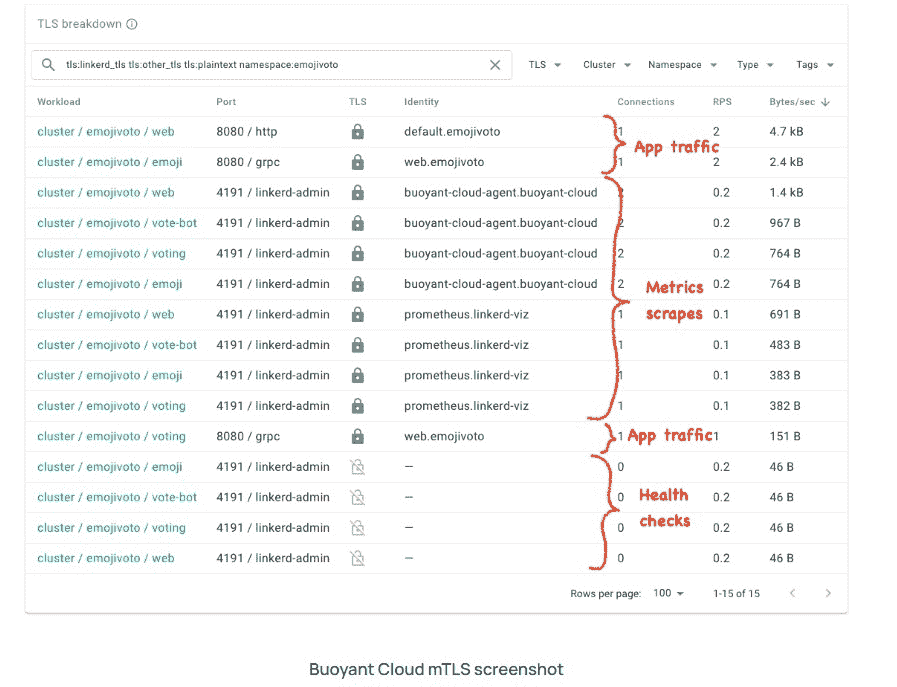 TLS breakdown
tls:linkerd_tls tls:other_tls tls:plaintext namespace:emojivoto TLS Cluster Namespace Type Tags
Workload Port TLS Identity Connections RPS Bytes/sec
cluster / emojivoto / web 8080 / http default.emojivoto 1 2 4.7 kB
App traffic
cluster / emojivoto / emoji 8080 / grpc web.emojivoto 1 2 2.4 kB
cluster / emojivoto / web 4191 / linkerd-admin buoyant-cloud-agent.buoyant-cloud 2 0.2 1.4 kB
cluster / emojivoto / vote-bot 4191 / linkerd-admin buoyant-cloud-agent.buoyant-cloud 2 0.2 967 B
cluster / emojivoto / voting 4191 / linkerd-admin buoyant-cloud-agent.buoyant-cloud 2 0.2 764 B
cluster / emojivoto / emoji 4191 / linkerd-admin buoyant-cloud-agent.buoyant-cloud 2 0.2 764 B
Metrics
scrapes
cluster / emojivoto / web 4191 / linkerd-admin prometheus.linkerd-viz 1 0.1 691 B
cluster / emojivoto / vote-bot 4191 / linkerd-admin prometheus.linkerd-viz 1 0.1 483 B
cluster / emojivoto / emoji 4191 / linkerd-admin prometheus.linkerd-viz 1 0.1 383 B
cluster / emojivoto / voting 4191 / linkerd-admin prometheus.linkerd-viz 1 0.1 382 B
cluster / emojivoto / voting 8080 / grpc web.emojivoto 1 App traffic 1 151 B
cluster / emojivoto / emoji 4191 / linkerd-admin – 0 0.2 46 B
cluster / emojivoto / vote-bot 4191 / linkerd-admin – 0 0.2 46 B
Health
checks
cluster / emojivoto / voting 4191 / linkerd-admin – 0 0.2 46 B
cluster / emojivoto / web 4191 / linkerd-admin – 0 0.2 46 B
Rows per page: 100 1-15 of 15
Buoyant Cloud mTLS screenshot